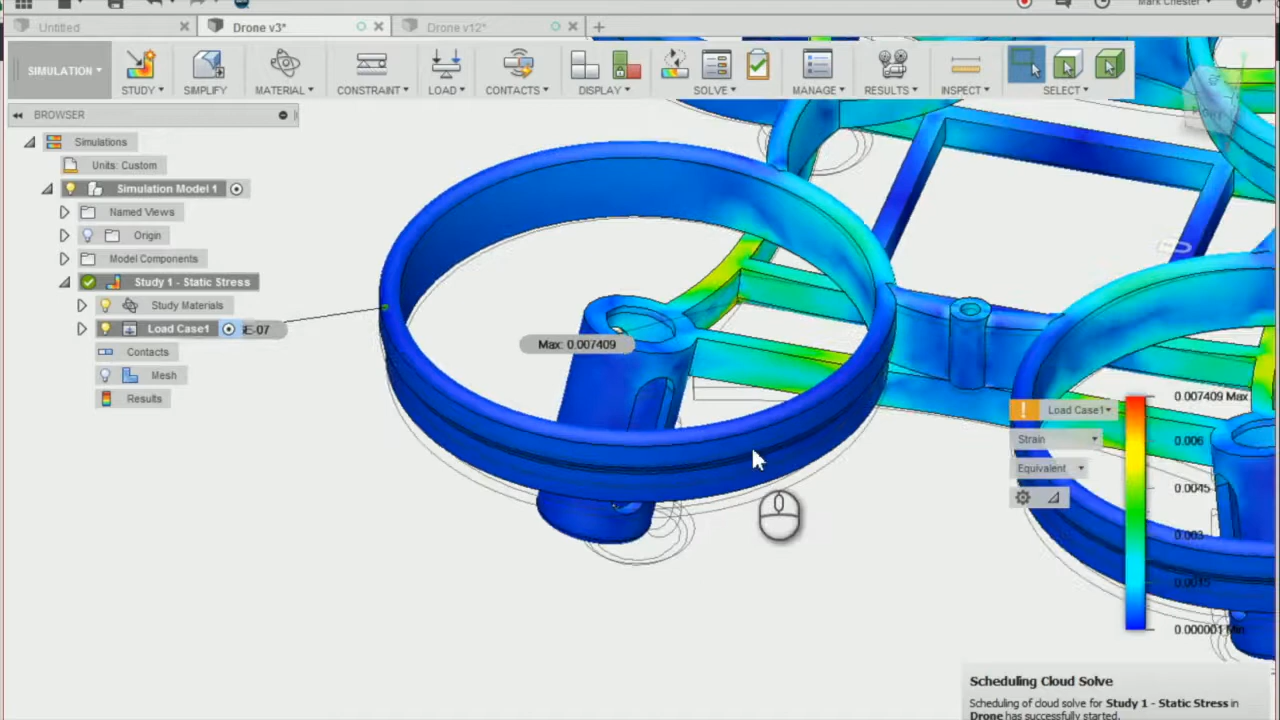 Mark Chester
Untitled
Drone v3*
Drone v12*
SIMULATION
STUDY
SIMPLIFY
MATERIAL
CONSTRAINT
LOAD
CONTACTS
DISPLAY
SOLVE
MANAGE
RESULTS
INSPECT
SELECT
BROWSER
Simulations
Units: Custom
Simulation Model 1
Named Views
Origin
Model Components
Study 1 - Static Stress
Study Materials
Load Case1
E-07
Contacts
Mesh
Results
Max: 0.007409
Load Case1
Strain
Equivalent
0.007409 Max
0.006
0.0045
0.003
0.0015
0.000001 Min
Scheduling Cloud Solve
Scheduling of cloud solve for Study 1 - Static Stress in
Drone has successfully started.